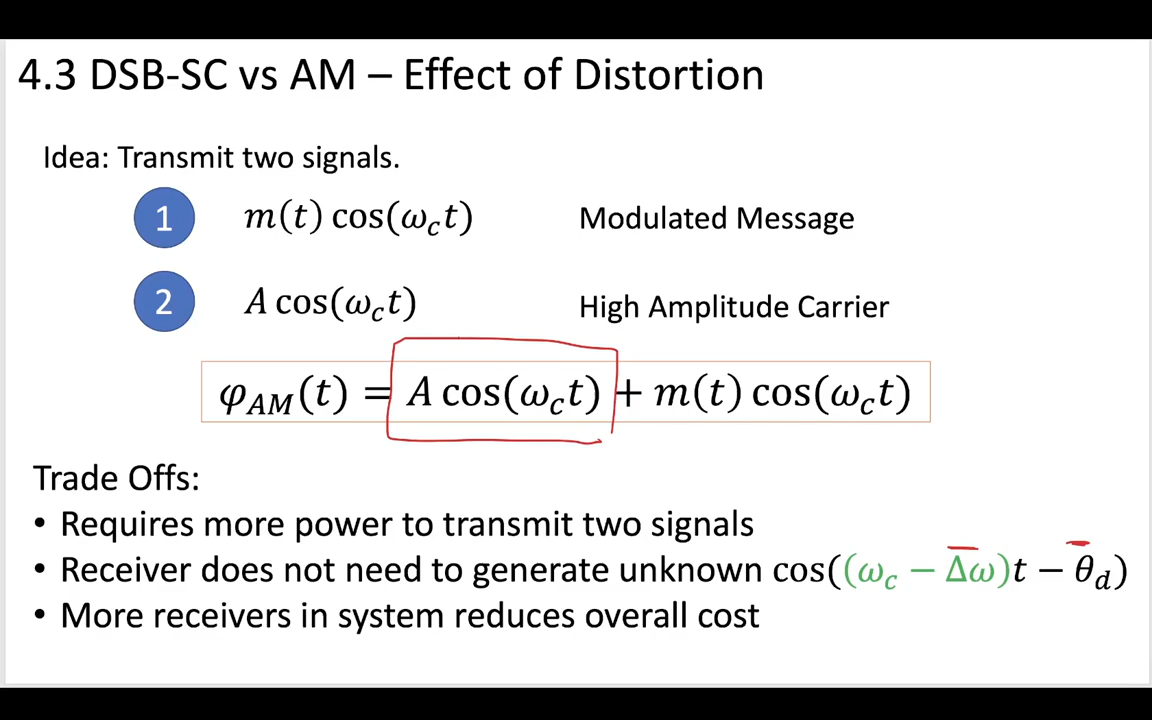 4.3 DSB-SC vs AM – Effect of Distortion
Idea: Transmit two signals.
1 m(t) cos(ω_c t) Modulated Message
2 A cos(ω_c t) High Amplitude Carrier
φ_AM(t) = A cos(ω_c t) + m(t) cos(ω_c t)
Trade Offs:
• Requires more power to transmit two signals
• Receiver does not need to generate unknown cos((ω_c − Δω)t − θ_d)
• More receivers in system reduces overall cost